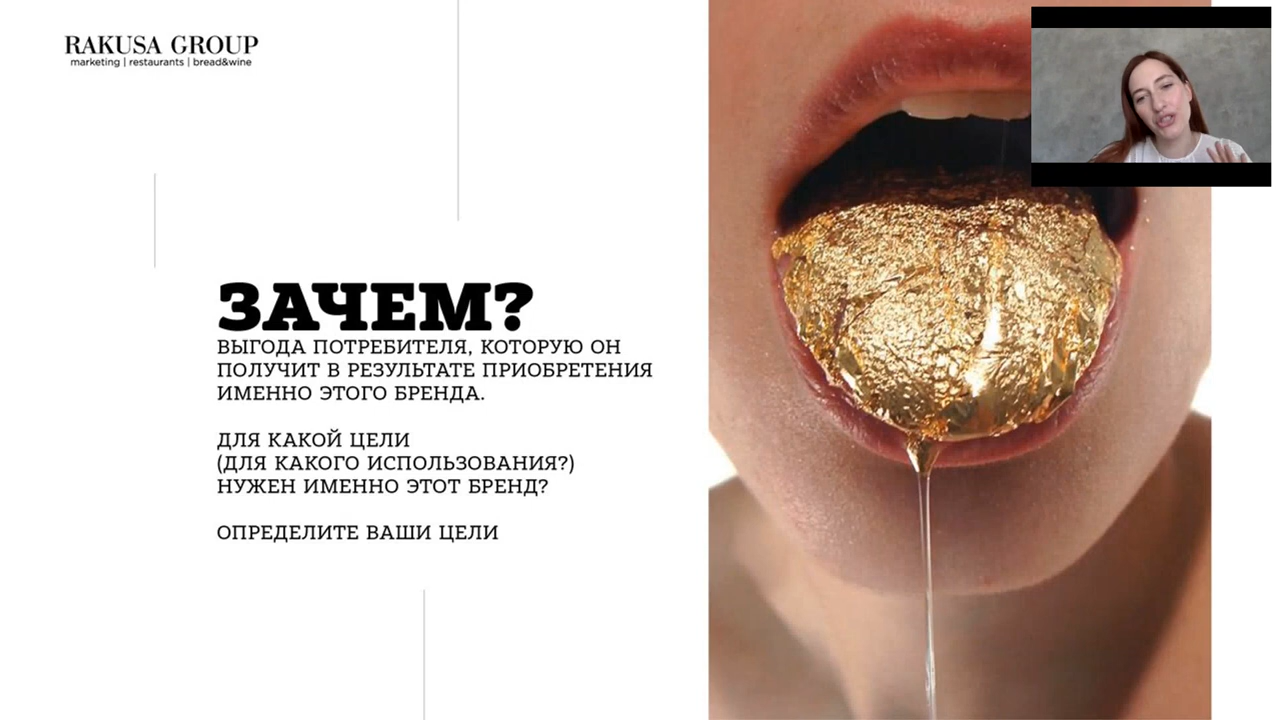 RAKUSA GROUP
marketing | restaurants | bread&wine
ЗАЧЕМ?
ВЫГОДА ПОТРЕБИТЕЛЯ, КОТОРУЮ ОН
ПОЛУЧИТ В РЕЗУЛЬТАТЕ ПРИОБРЕТЕНИЯ
ИМЕННО ЭТОГО БРЕНДА.
ДЛЯ КАКОЙ ЦЕЛИ
(ДЛЯ КАКОГО ИСПОЛЬЗОВАНИЯ?)
НУЖЕН ИМЕННО ЭТОТ БРЕНД?
ОПРЕДЕЛИТЕ ВАШИ ЦЕЛИ